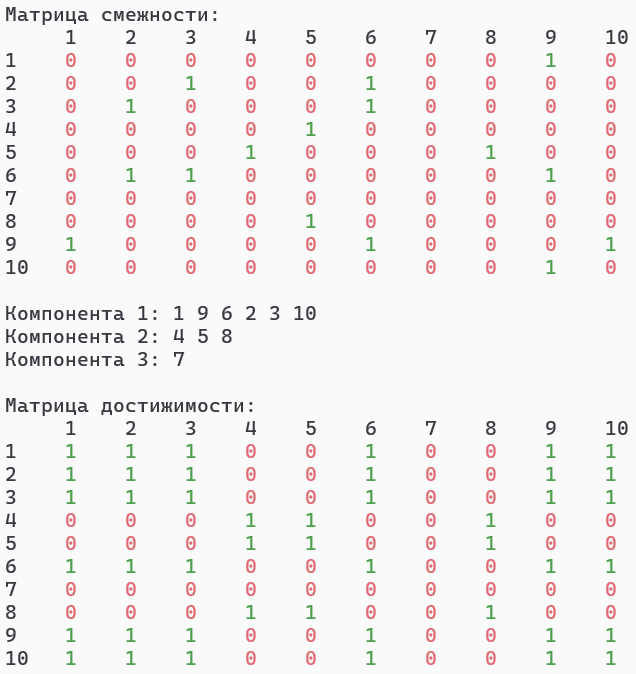 Матрица смежности:
1 2 3 4 5 6 7 8 9 10
1 0 0 0 0 0 0 0 0 1 0
2 0 0 1 0 0 1 0 0 0 0
3 0 1 0 0 0 1 0 0 0 0
4 0 0 0 0 1 0 0 0 0 0
5 0 0 0 1 0 0 0 1 0 0
6 0 1 1 0 0 0 0 0 1 0
7 0 0 0 0 0 0 0 0 0 0
8 0 0 0 0 1 0 0 0 0 0
9 1 0 0 0 0 1 0 0 0 1
10 0 0 0 0 0 0 0 0 1 0
Компонента 1: 1 9 6 2 3 10
Компонента 2: 4 5 8
Компонента 3: 7
Матрица достижимости:
1 2 3 4 5 6 7 8 9 10
1 1 1 1 0 0 1 0 0 1 1
2 1 1 1 0 0 1 0 0 1 1
3 1 1 1 0 0 1 0 0 1 1
4 0 0 0 1 1 0 0 1 0 0
5 0 0 0 1 1 0 0 1 0 0
6 1 1 1 0 0 1 0 0 1 1
7 0 0 0 0 0 0 0 0 0 0
8 0 0 0 1 1 0 0 1 0 0
9 1 1 1 0 0 1 0 0 1 1
10 1 1 1 0 0 1 0 0 1 1